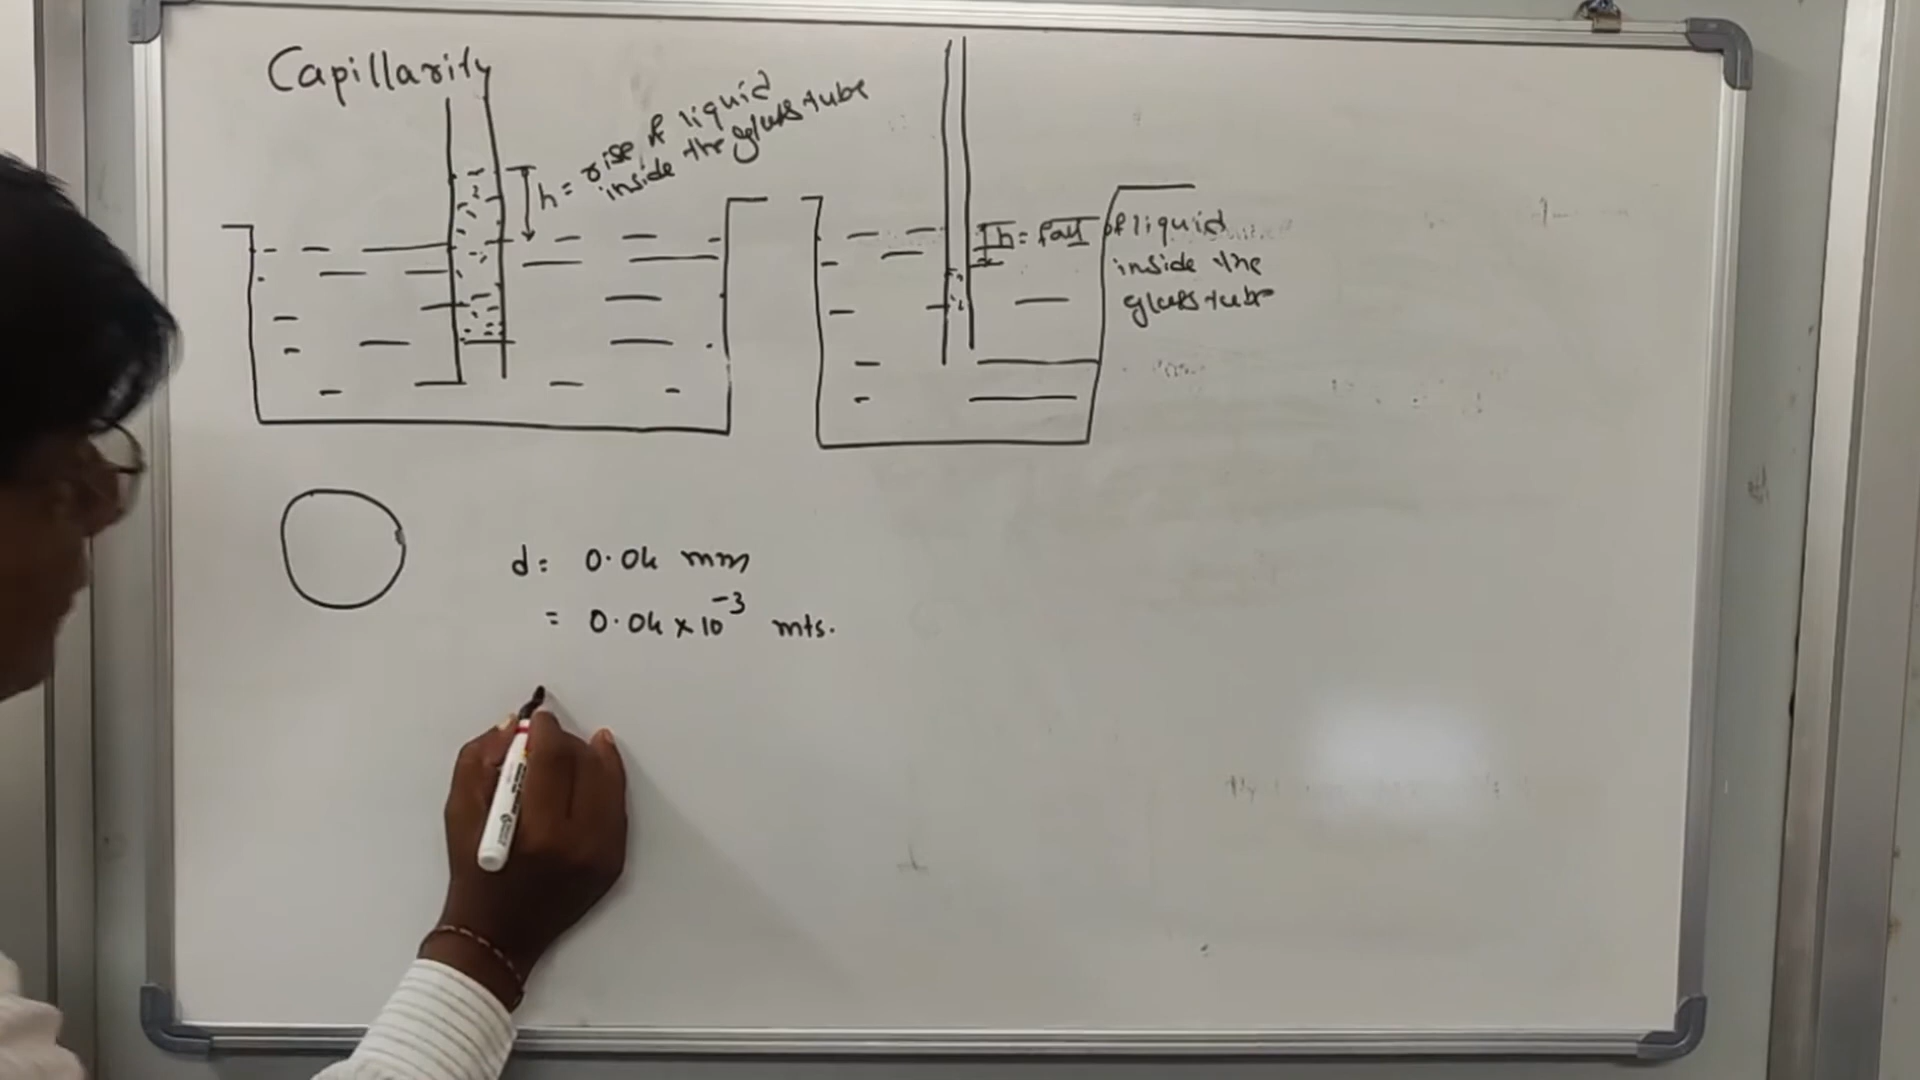 Capillarity
h = rise of liquid
inside the glass tube
h = fall of liquid
inside the
glass tube
d = 0.04 mm
= 0.04 × 10⁻³ mts.